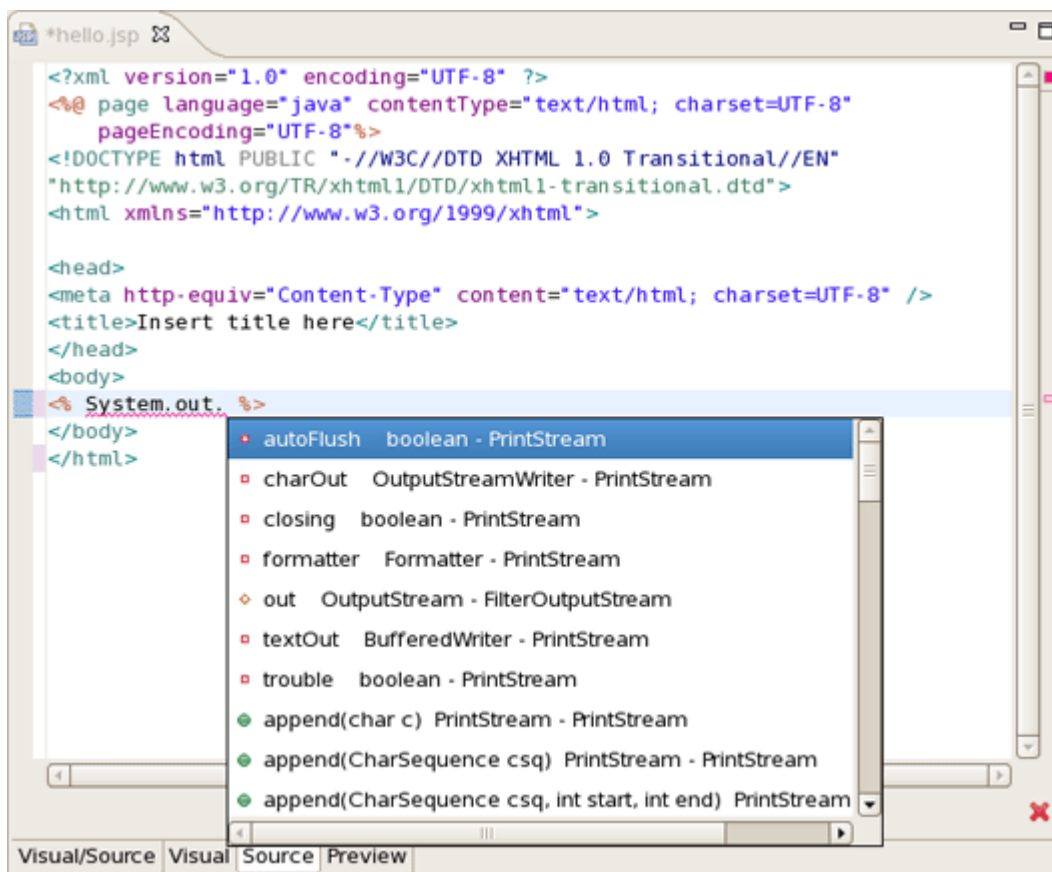 *hello.jsp
<?xml version="1.0" encoding="UTF-8" ?>
<%@ page language="java" contentType="text/html; charset=UTF-8"
    pageEncoding="UTF-8"%>
<!DOCTYPE html PUBLIC "-//W3C//DTD XHTML 1.0 Transitional//EN"
"http://www.w3.org/TR/xhtml1/DTD/xhtml1-transitional.dtd">
<html xmlns="http://www.w3.org/1999/xhtml">
<head>
<meta http-equiv="Content-Type" content="text/html; charset=UTF-8" />
<title>Insert title here</title>
</head>
<body>
<% System.out. %>
</body>
</html>
autoFlush boolean - PrintStream
charOut OutputStreamWriter - PrintStream
closing boolean - PrintStream
formatter Formatter - PrintStream
out OutputStream - FilterOutputStream
textOut BufferedWriter - PrintStream
trouble boolean - PrintStream
append(char c) PrintStream - PrintStream
append(CharSequence csq) PrintStream - PrintStream
append(CharSequence csq, int start, int end) PrintStream
Visual/Source Visual Source Preview